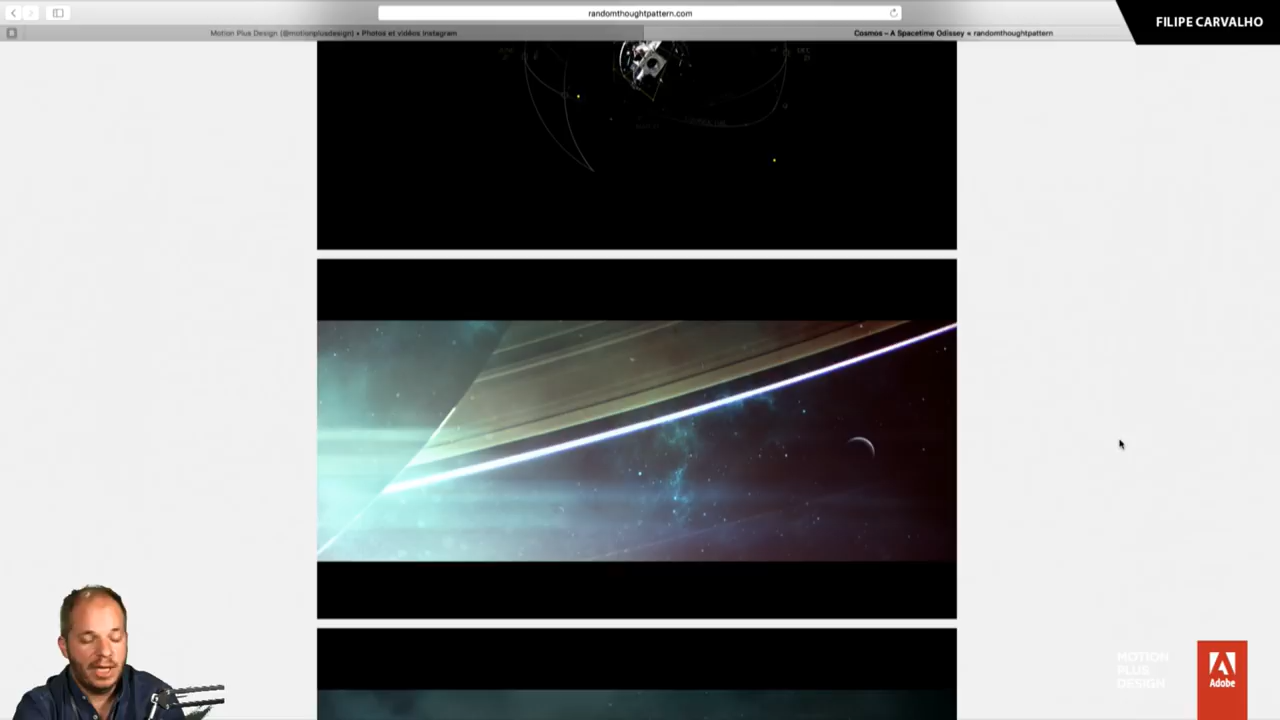 randomthoughtpattern.com
FILIPE CARVALHO
Motion Plus Design (@motionplusdesign) • Photos et vidéos Instagram
Cosmos – A Spacetime Odissey « randomthoughtpattern
MOTION
PLUS
DESIGN
Adobe